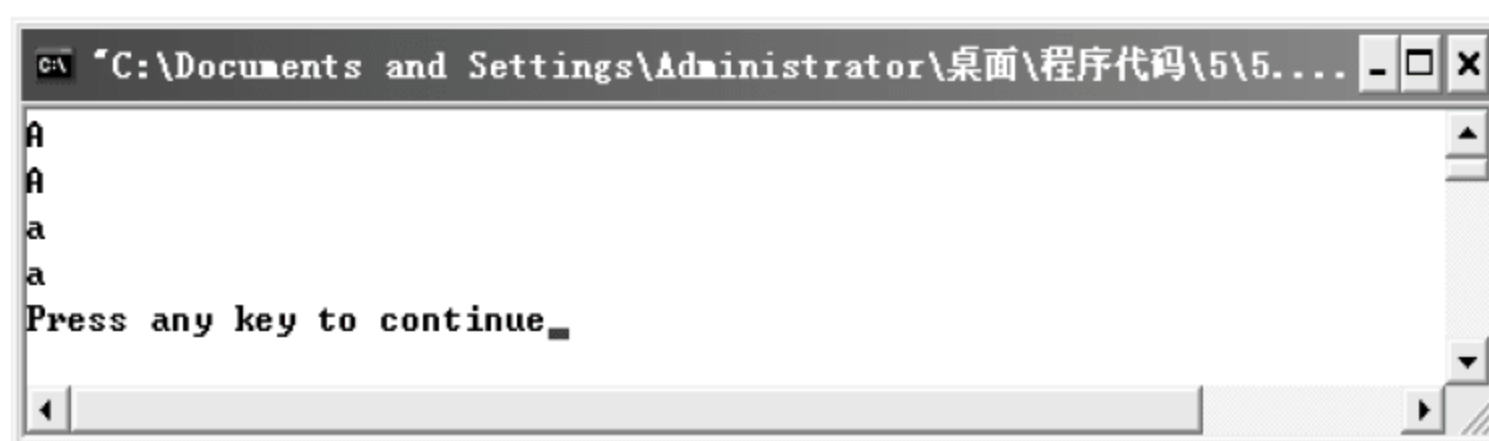 "C:\Documents and Settings\Administrator\桌面\程序代码\5\5....
A
A
a
a
Press any key to continue_